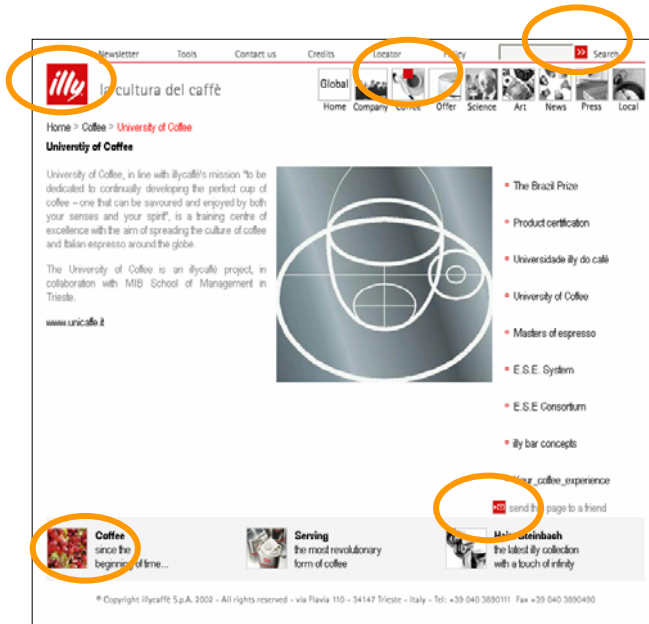 Newsletter Tools Contact us Credits Locator Policy Search
illy la cultura del caffè
Global
Home Company Coffee Offer Science Art News Press Local
Home > Coffee > University of Coffee
Universtiy of Coffee
University of Coffee, in line with illycaffè's mission "to be
dedicated to continually developing the perfect cup of
coffee – one that can be savoured and enjoyed by both
your senses and your spirit", is a training centre of
excellence with the aim of spreading the culture of coffee
and Italian espresso around the globe.
The University of Coffee is an illycaffè project, in
collaboration with MIB School of Management in
Trieste.
www.unicaffe.it
The Brazil Prize
Product certification
Universidade illy do café
University of Coffee
Masters of espresso
E.S.E. System
E.S.E Consortium
illy bar concepts
Your_coffee_experience
send this page to a friend
Coffee
since the
beginning of time...
Serving
the most revolutionary
form of coffee
Haim Steinbach
the latest illy collection
with a touch of infinity
© Copyright illycaffè S.p.A. 2002 - All rights reserved - via Flavia 110 - 34147 Trieste - Italy - Tel: +39 040 3890111 Fax +39 040 3890490